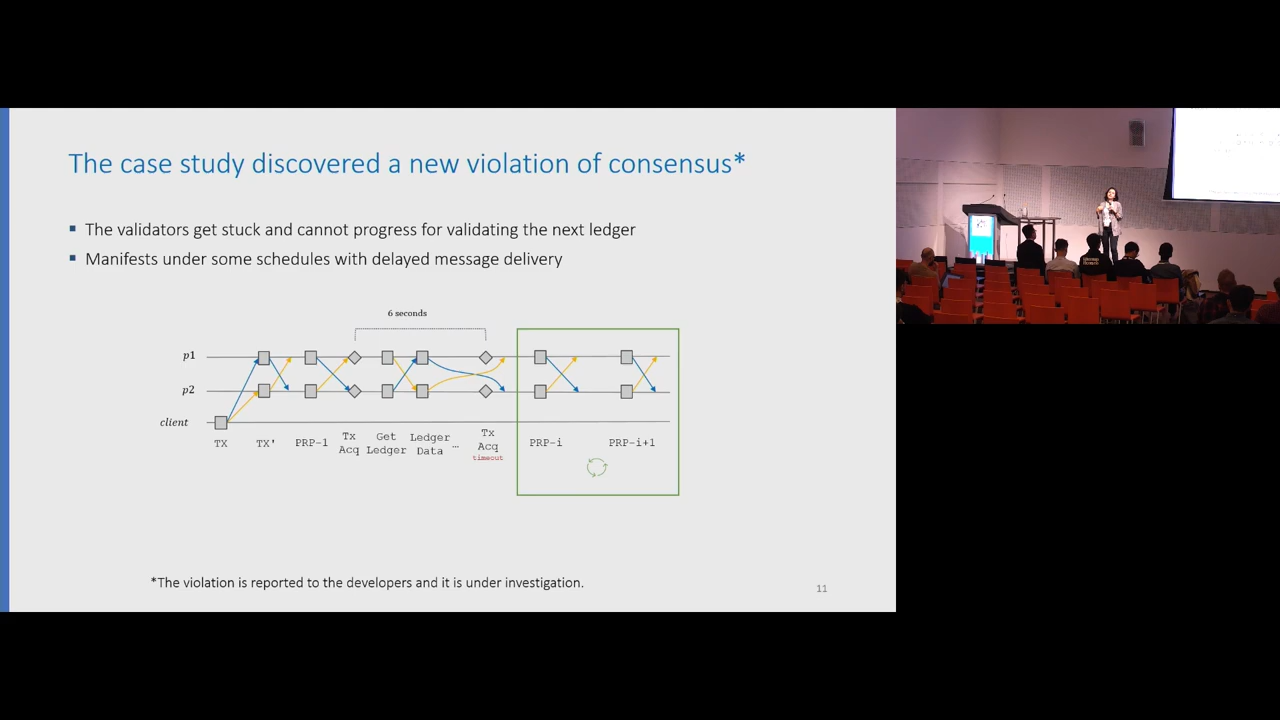 The case study discovered a new violation of consensus*
▪ The validators get stuck and cannot progress for validating the next ledger
▪ Manifests under some schedules with delayed message delivery
6 seconds
p1
p2
client
TX
TX'
PRP-1
Tx
Acq
Get
Ledger
Ledger
Data
...
Tx
Acq
timeout
PRP-i
PRP-i+1
*The violation is reported to the developers and it is under investigation.
11